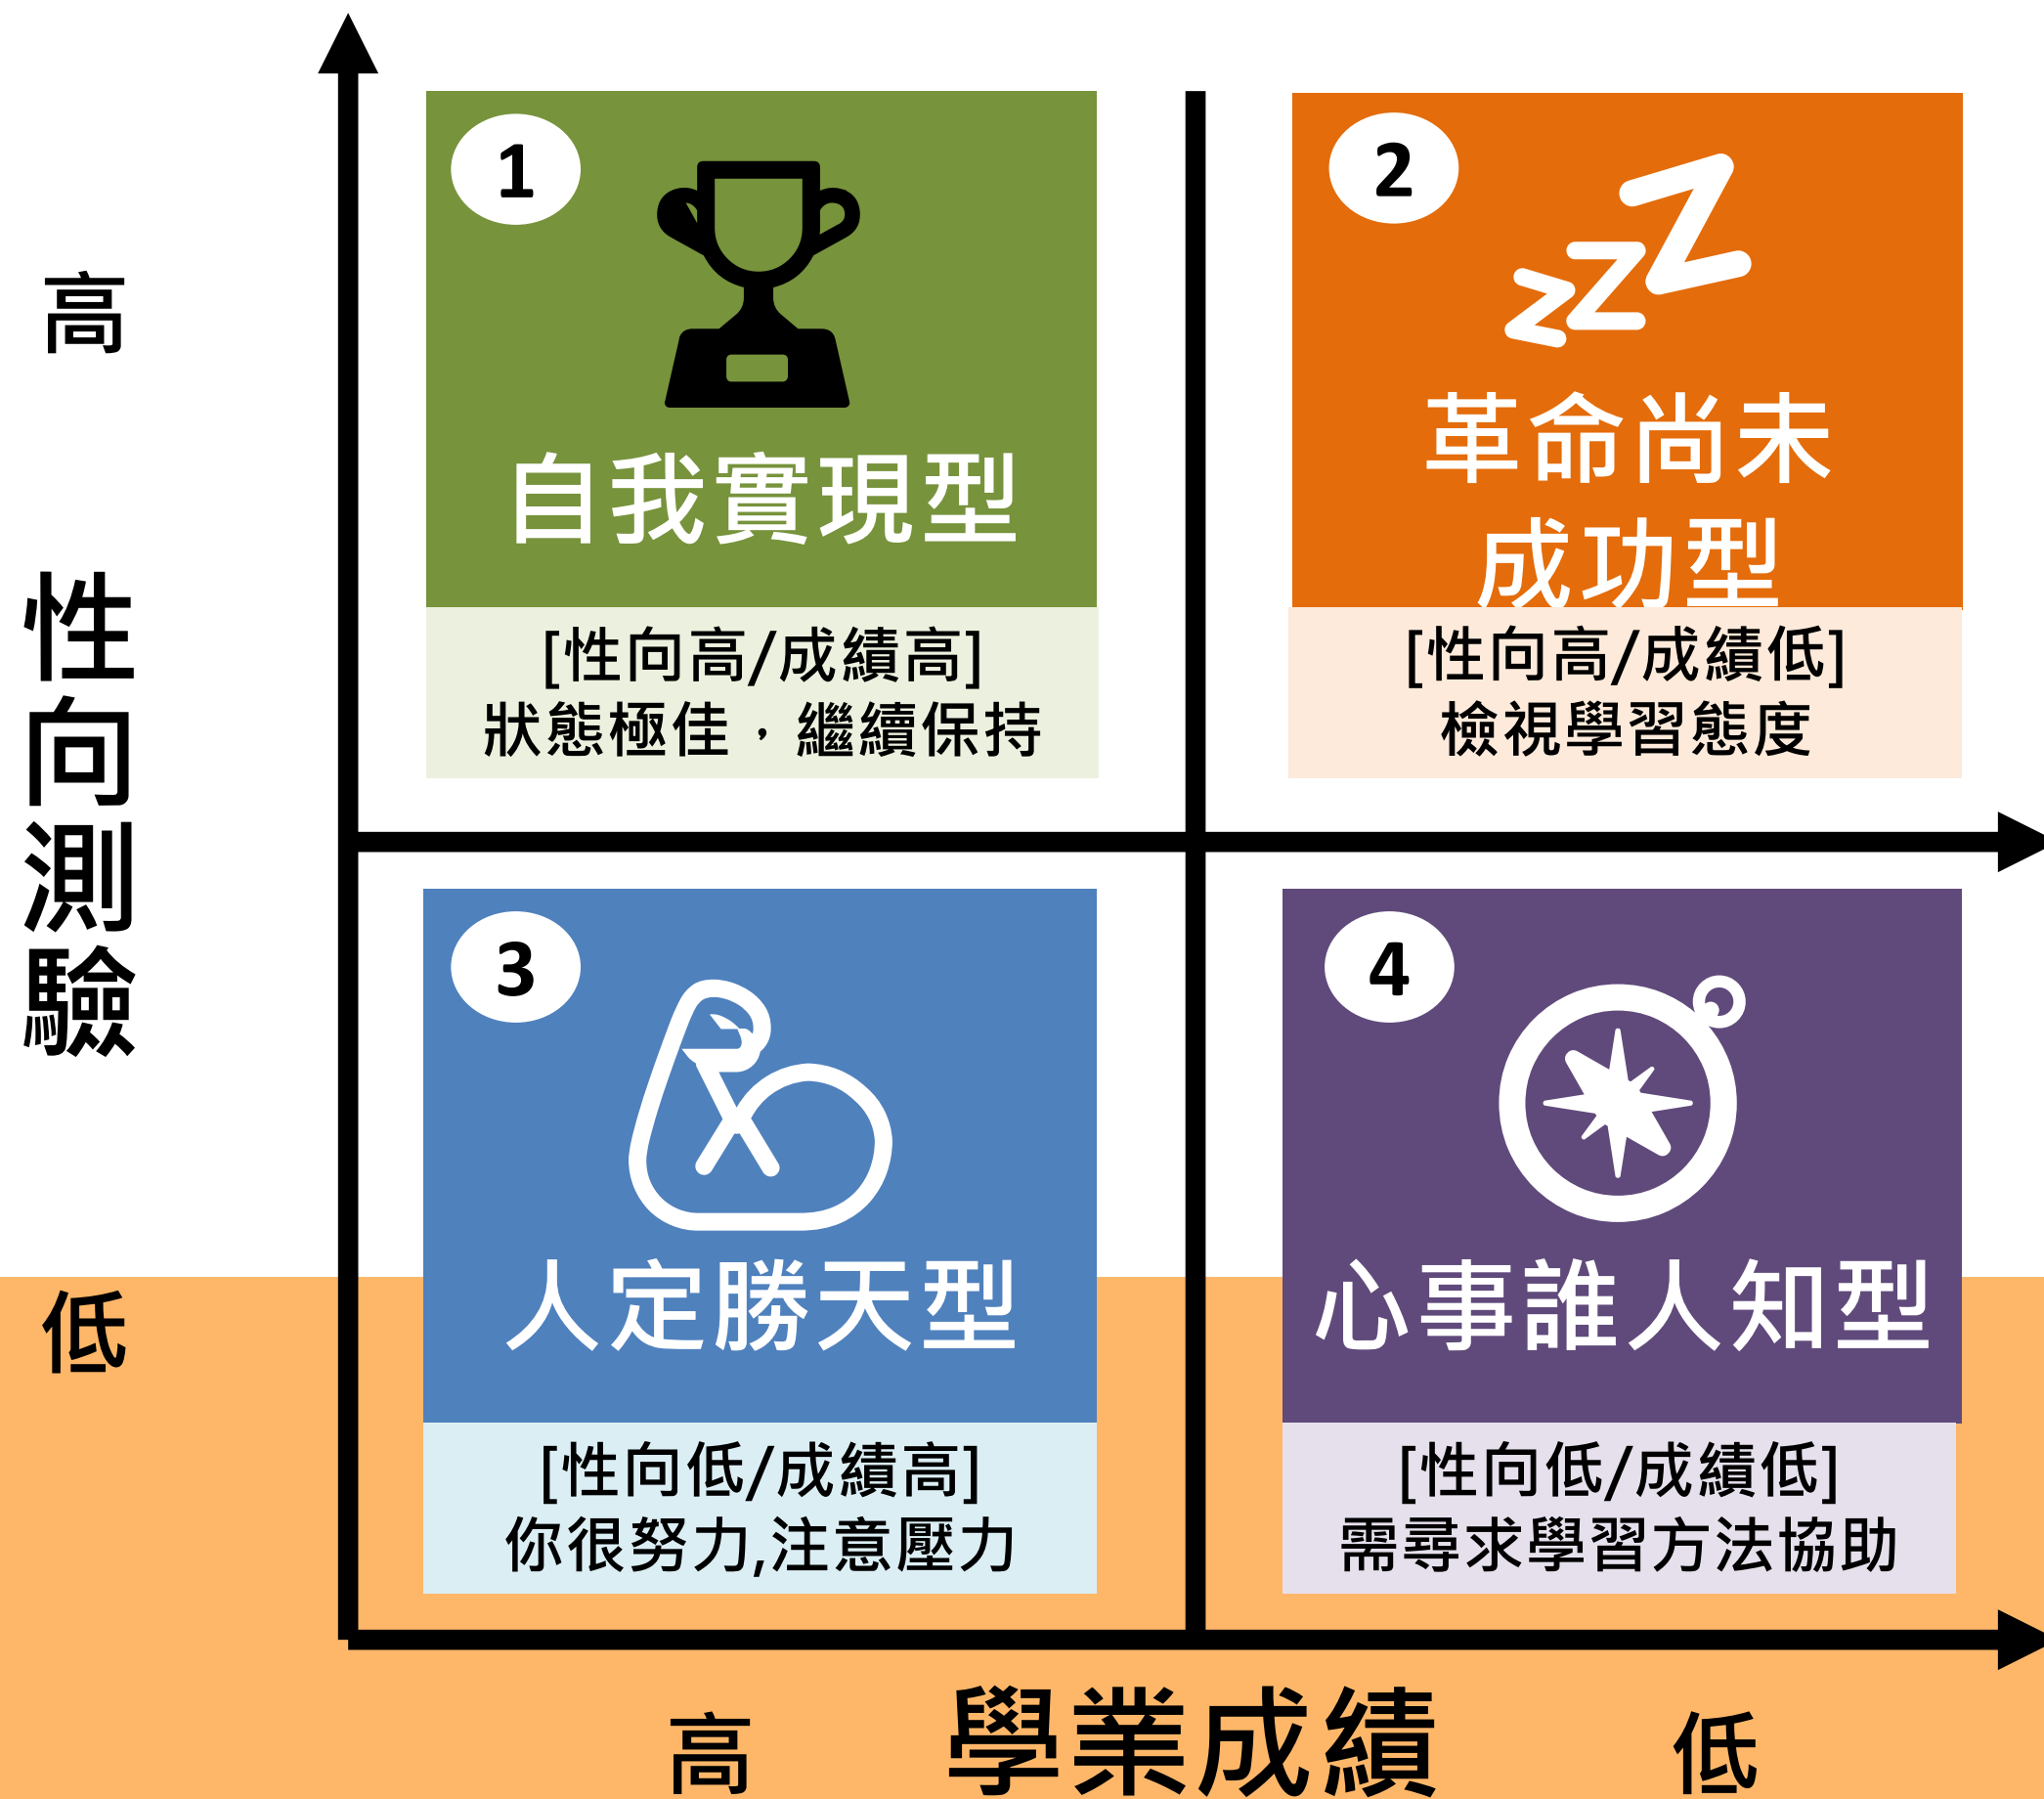 高
性向測驗
低
1
自我實現型
[性向高/成績高]
狀態極佳，繼續保持
2
革命尚未
成功型
[性向高/成績低]
檢視學習態度
3
人定勝天型
[性向低/成績高]
你很努力,注意壓力
4
心事誰人知型
[性向低/成績低]
需尋求學習方法協助
高
學業成績
低